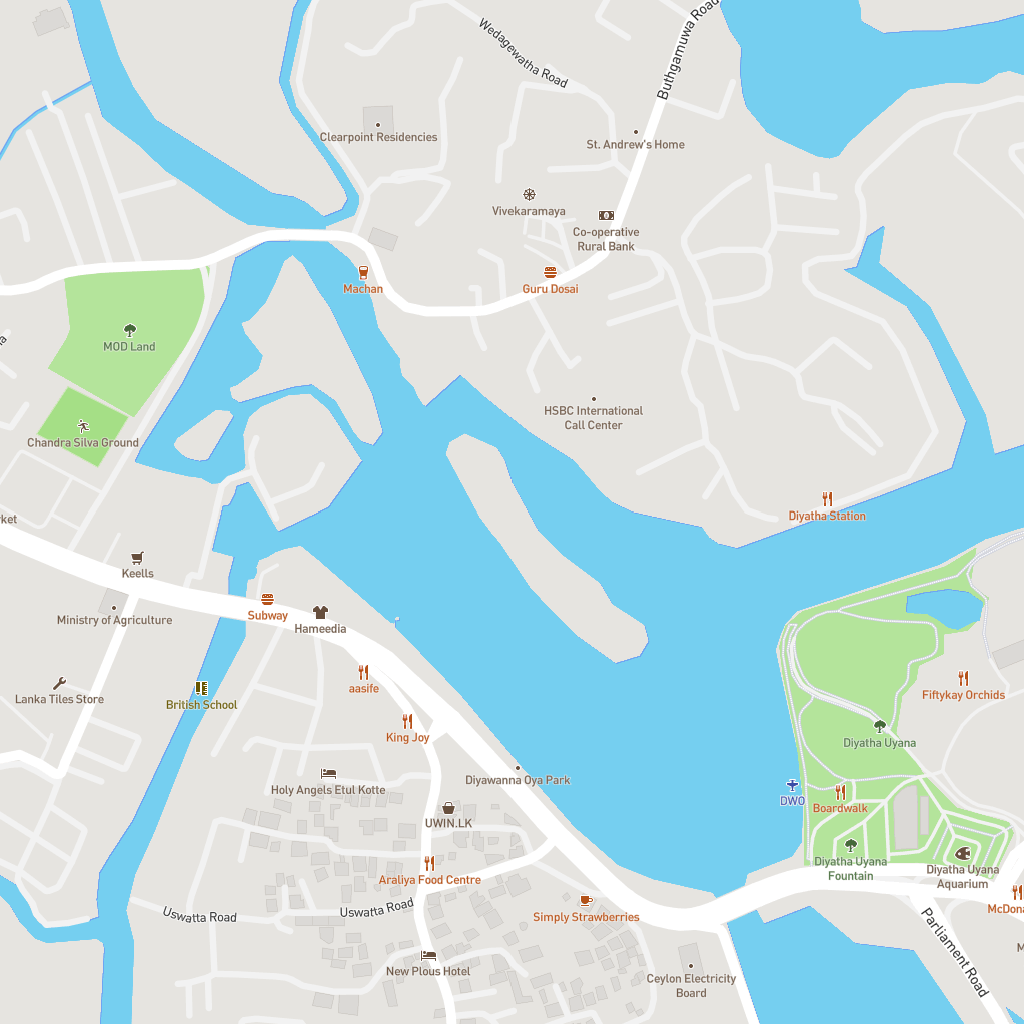 Wedagewatha Road
Buthgamuwa Road
Clearpoint Residencies
St. Andrew's Home
Vivekaramaya
Co-operative
Rural Bank
Machan
Guru Dosai
MOD Land
HSBC International
Call Center
Chandra Silva Ground
Diyatha Station
ket
Keells
Subway
Ministry of Agriculture
Hameedia
aasife
Lanka Tiles Store
British School
Fiftykay Orchids
King Joy
Diyatha Uyana
Holy Angels Etul Kotte
Diyawanna Oya Park
DWO
Boardwalk
UWIN.LK
Diyatha Uyana
Fountain
Diyatha Uyana
Aquarium
Araliya Food Centre
McDona
Uswatta Road
Uswatta Road
Simply Strawberries
Parliament Road
New Plous Hotel
Ceylon Electricity
Board